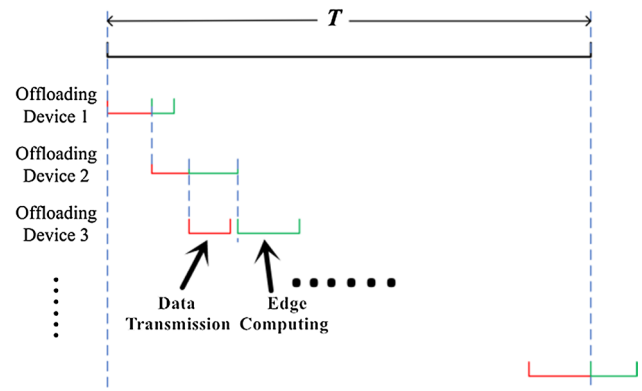 T
Offloading
Device 1
Offloading
Device 2
Offloading
Device 3
Data
Transmission
Edge
Computing